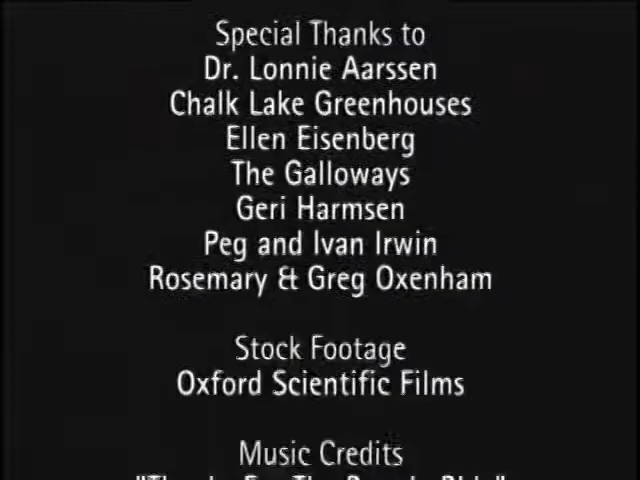 Special Thanks to
Dr. Lonnie Aarssen
Chalk Lake Greenhouses
Ellen Eisenberg
The Galloways
Geri Harmsen
Peg and Ivan Irwin
Rosemary & Greg Oxenham
Stock Footage
Oxford Scientific Films
Music Credits